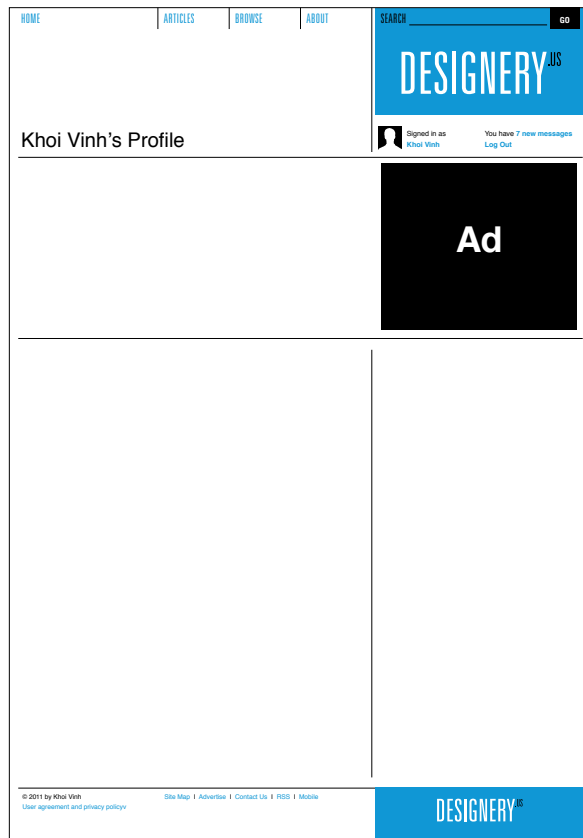 HOME ARTICLES BROWSE ABOUT SEARCH GO
DESIGNERY.US
Khoi Vinh’s Profile
Signed in as
Khoi Vinh
You have 7 new messages
Log Out
Ad
© 2011 by Khoi Vinh
User agreement and privacy policyv
Site Map I Advertise I Contact Us I RSS I Mobile
DESIGNERY.US